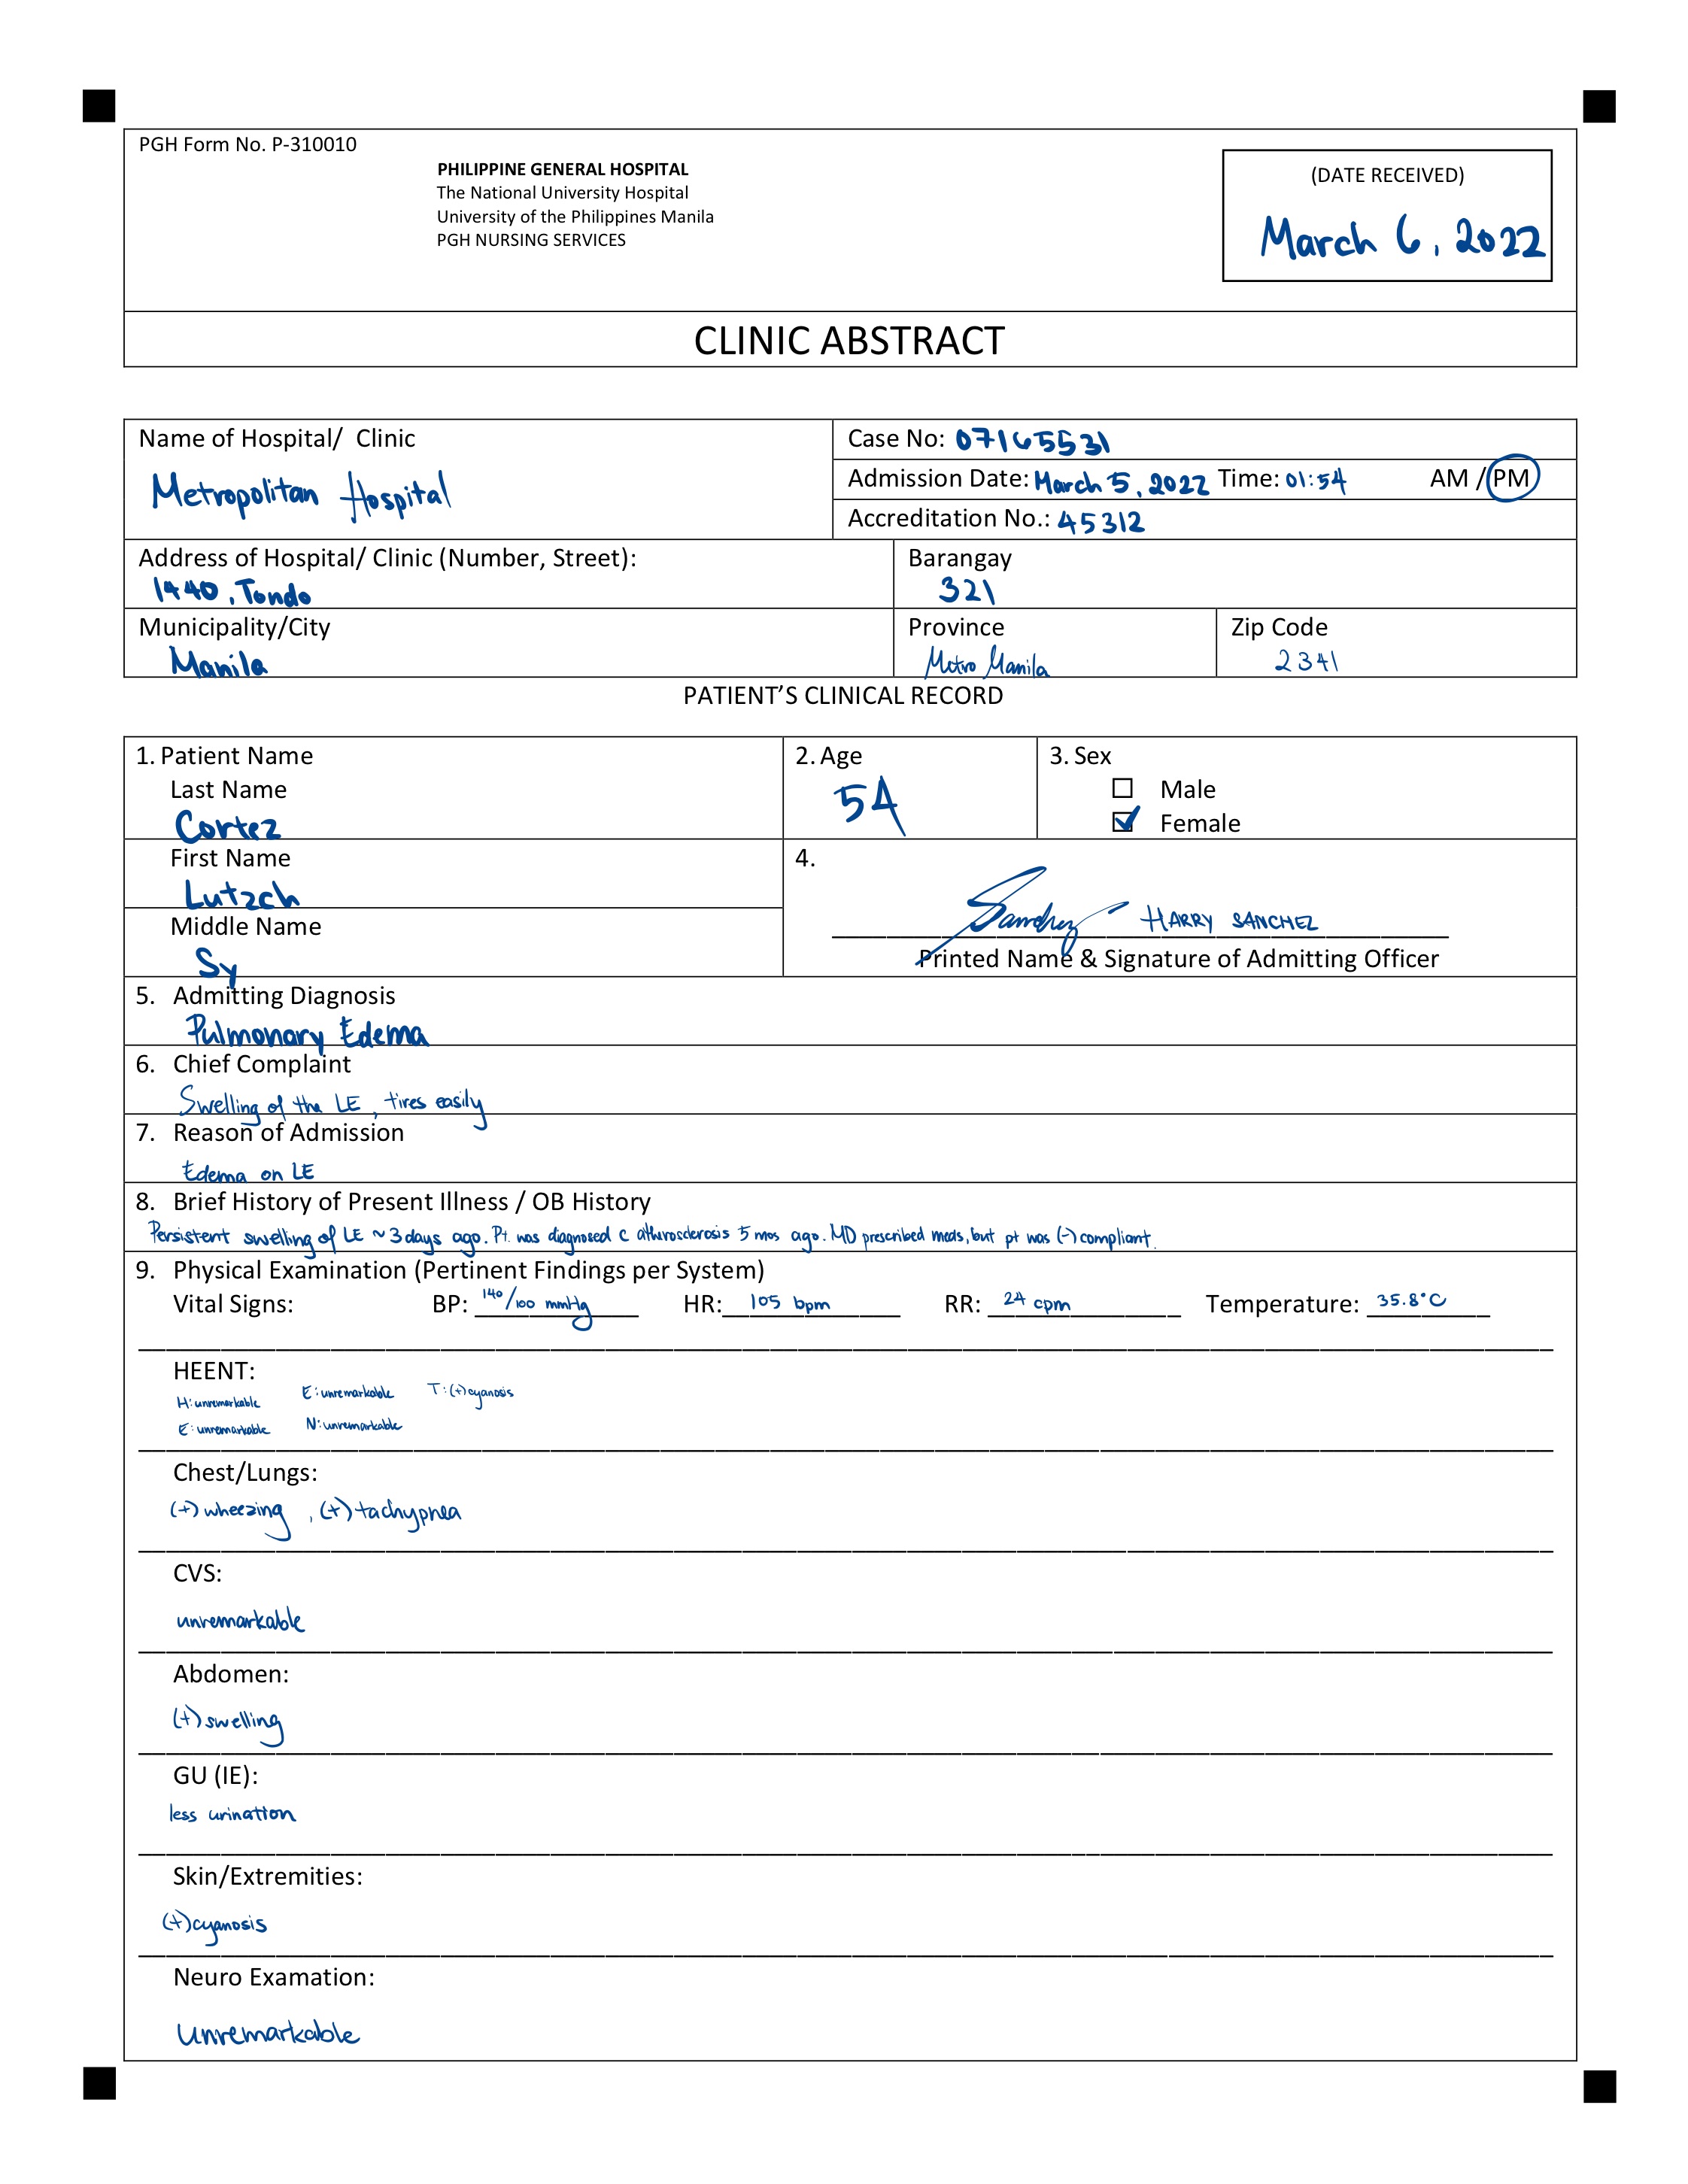 PGH Form No. P-310010
PHILIPPINE GENERAL HOSPITAL
The National University Hospital
University of the Philippines Manila
PGH NURSING SERVICES
(DATE RECEIVED)
March 6, 2022
CLINIC ABSTRACT
Name of Hospital/ Clinic
Metropolitan Hospital
Case No: 07165531
Admission Date: March 5, 2022 Time: 01:54 AM / PM
Accreditation No.: 45312
Address of Hospital/ Clinic (Number, Street):
1440, Tondo
Barangay
321
Municipality/City
Manila
Province
Metro Manila
Zip Code
2341
PATIENT'S CLINICAL RECORD
1. Patient Name
Last Name
Cortez
2. Age
54
3. Sex
Male
Female
First Name
Lutzch
Middle Name
Sy
4.
Sanchez HARRY SANCHEZ
Printed Name & Signature of Admitting Officer
5. Admitting Diagnosis
Pulmonary Edema
6. Chief Complaint
Swelling of the LE, tires easily
7. Reason of Admission
Edema on LE
8. Brief History of Present Illness / OB History
Persistent swelling of LE ~3 days ago. Pt. was diagnosed c atherosclerosis 5 mos ago. MD prescribed meds, but pt was (-) compliant.
9. Physical Examination (Pertinent Findings per System)
Vital Signs: BP: 140/100 mmHg HR: 105 bpm RR: 24 cpm Temperature: 35.8°C
HEENT:
H: unremarkable E: unremarkable T: (+) cyanosis
E: unremarkable N: unremarkable
Chest/Lungs:
(+) wheezing, (+) tachypnea
CVS:
unremarkable
Abdomen:
(+) swelling
GU (IE):
less urination
Skin/Extremities:
(+) cyanosis
Neuro Examation:
Unremarkable